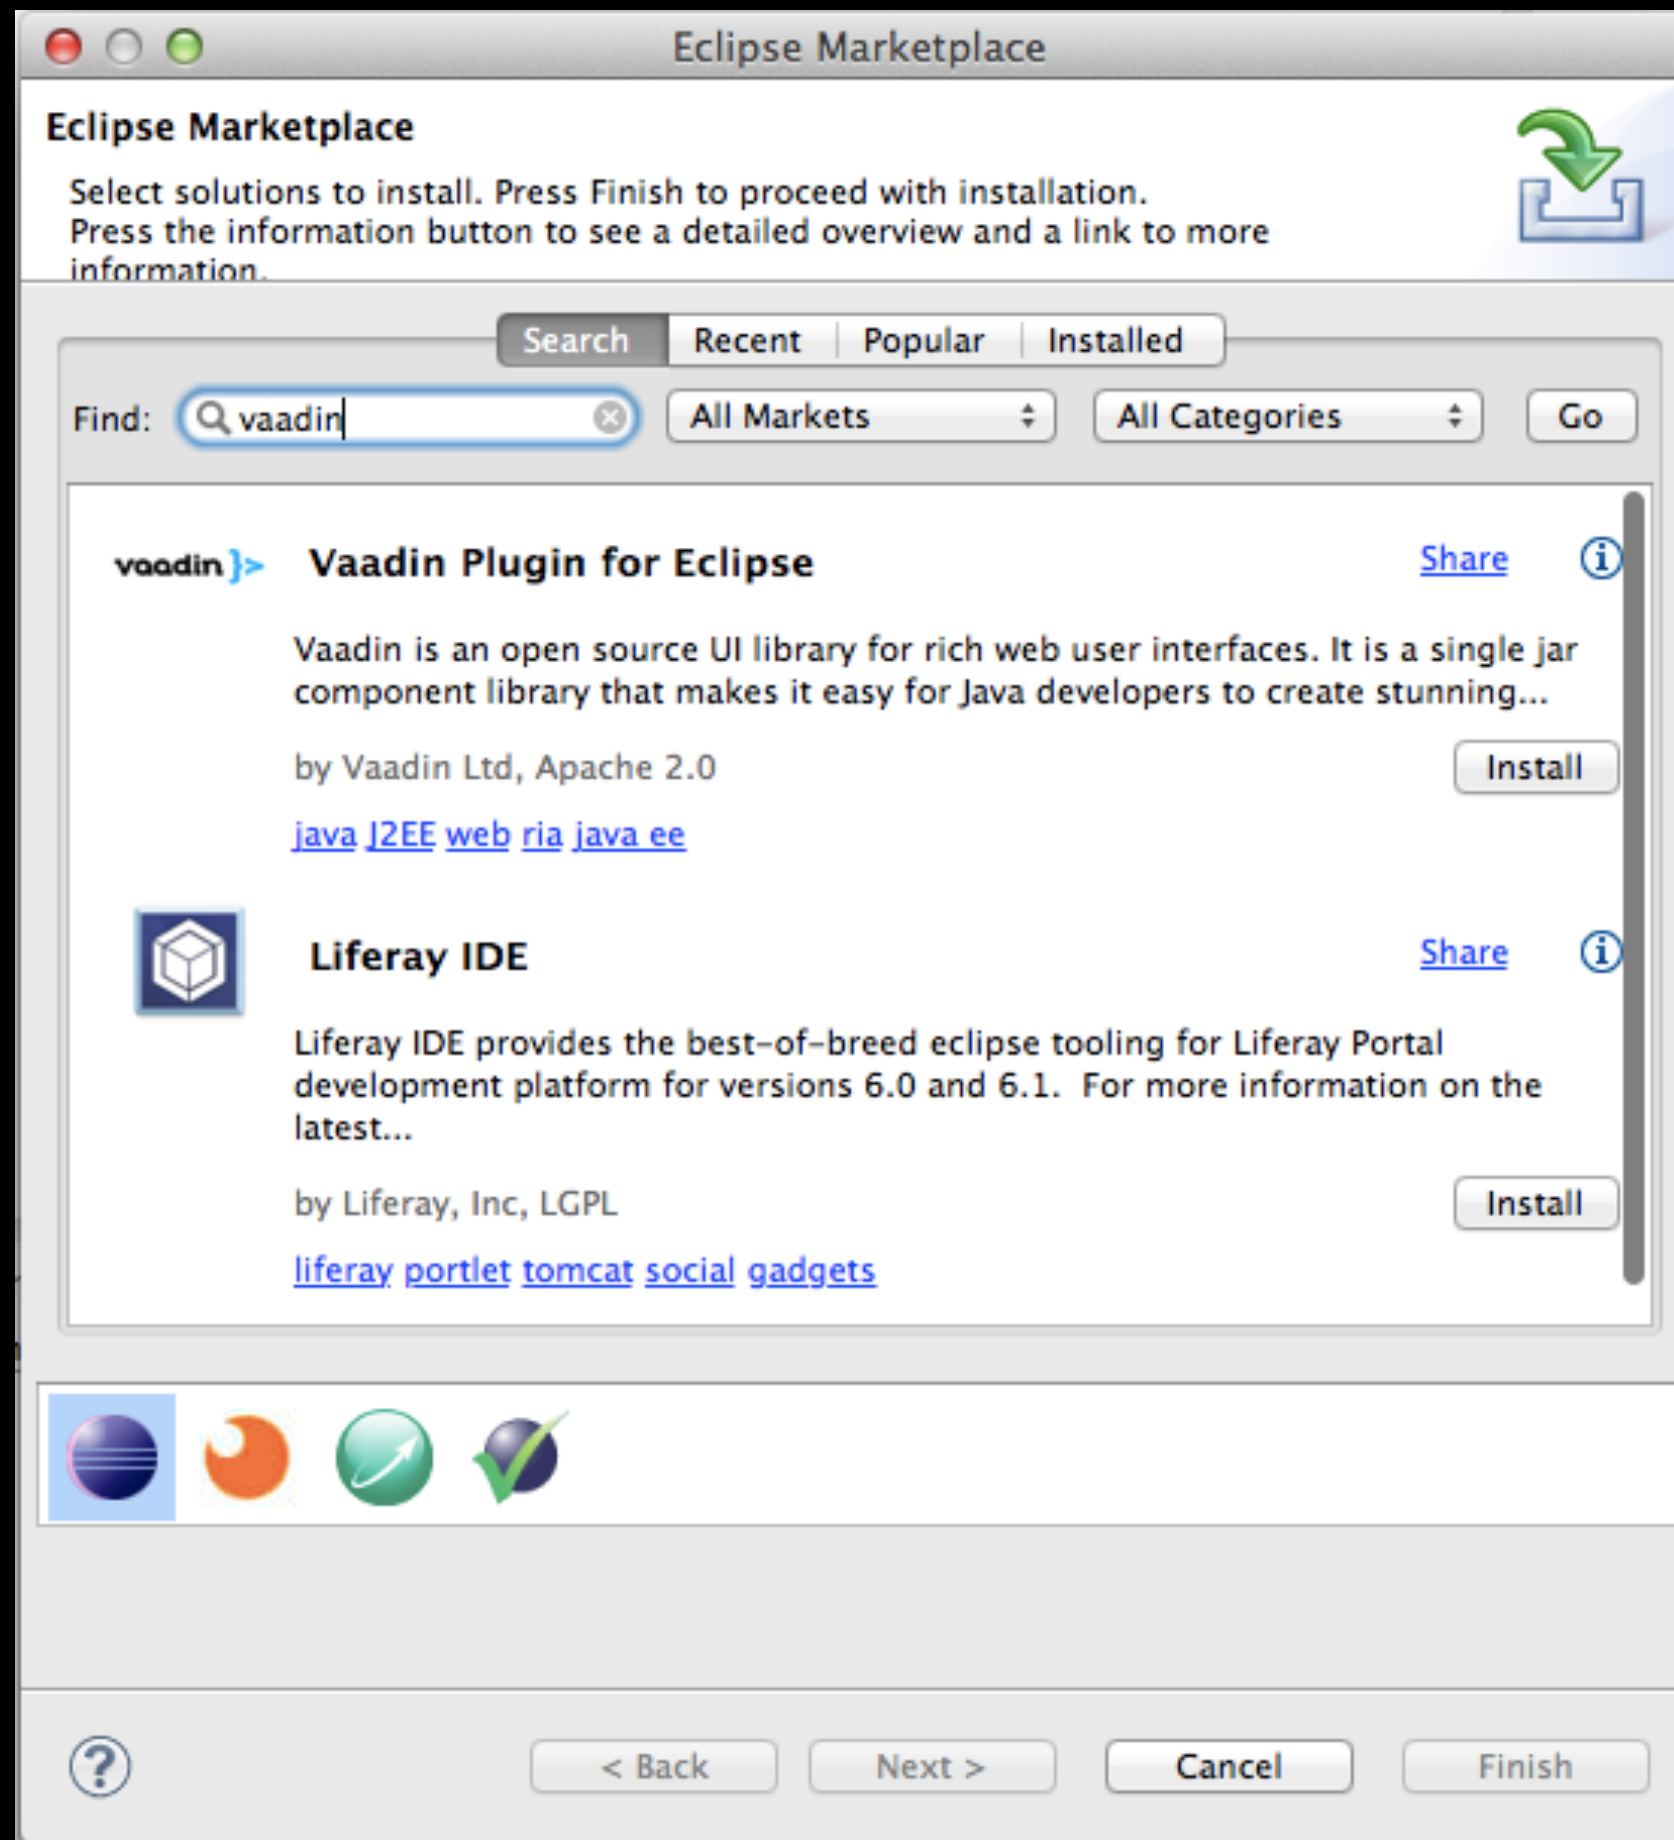 Eclipse Marketplace
Eclipse Marketplace
Select solutions to install. Press Finish to proceed with installation.
Press the information button to see a detailed overview and a link to more
information.
Search Recent Popular Installed
Find: vaadin All Markets All Categories Go
vaadin }> Vaadin Plugin for Eclipse Share i
Vaadin is an open source UI library for rich web user interfaces. It is a single jar
component library that makes it easy for Java developers to create stunning...
by Vaadin Ltd, Apache 2.0 Install
java J2EE web ria java ee
Liferay IDE Share i
Liferay IDE provides the best-of-breed eclipse tooling for Liferay Portal
development platform for versions 6.0 and 6.1.  For more information on the
latest...
by Liferay, Inc, LGPL Install
liferay portlet tomcat social gadgets
? < Back Next > Cancel Finish